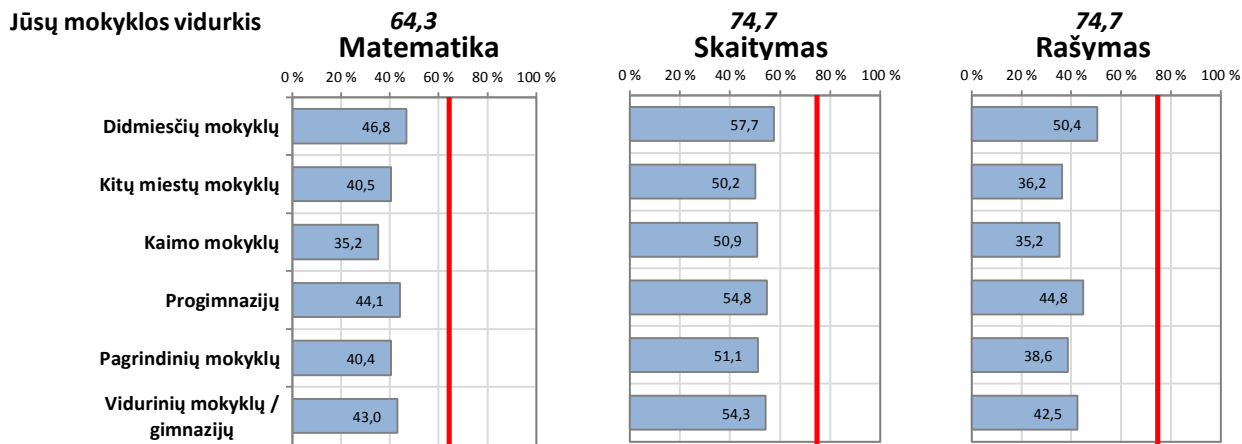 Jūsų mokyklos vidurkis 64,3 74,7 74,7
Matematika Skaitymas Rašymas
0 % 20 % 40 % 60 % 80 % 100 % 0 % 20 % 40 % 60 % 80 % 100 % 0 % 20 % 40 % 60 % 80 % 100 %
Didmiesčių mokyklų 46,8 57,7 50,4
Kitų miestų mokyklų 40,5 50,2 36,2
Kaimo mokyklų 35,2 50,9 35,2
Progimnazijų 44,1 54,8 44,8
Pagrindinių mokyklų 40,4 51,1 38,6
Vidurinių mokyklų /
gimnazijų 43,0 54,3 42,5